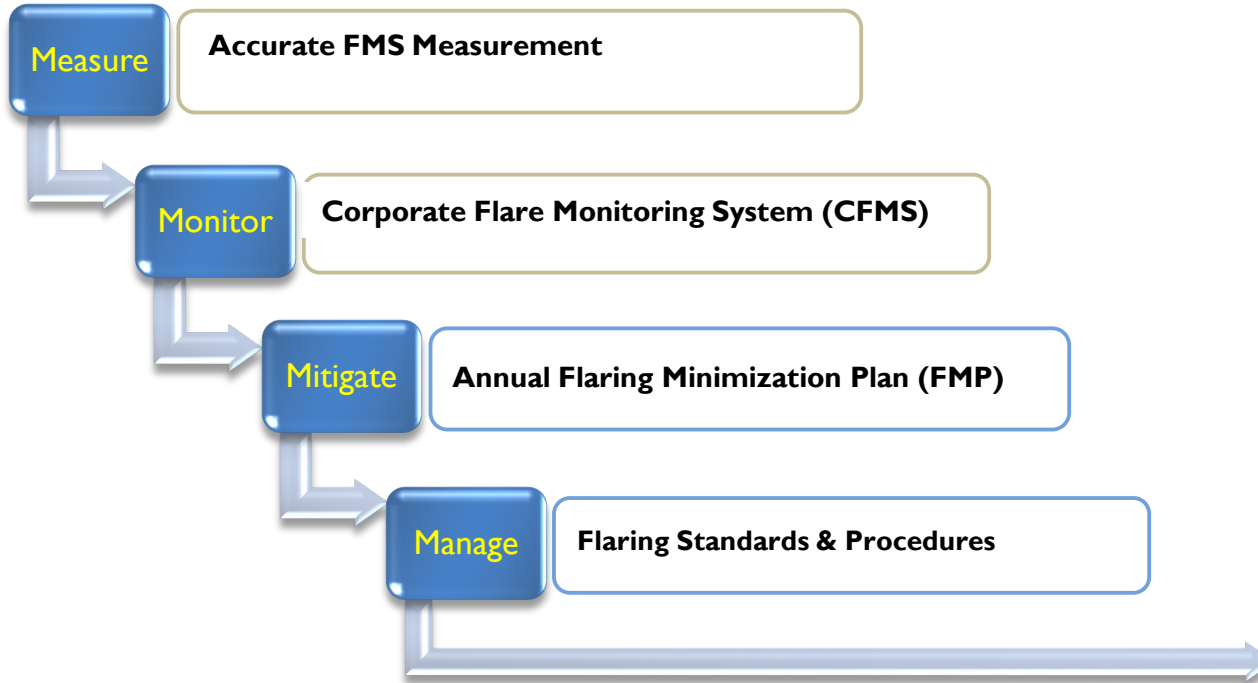 Measure
Accurate FMS Measurement
Monitor
Corporate Flare Monitoring System (CFMS)
Mitigate
Annual Flaring Minimization Plan (FMP)
Manage
Flaring Standards & Procedures